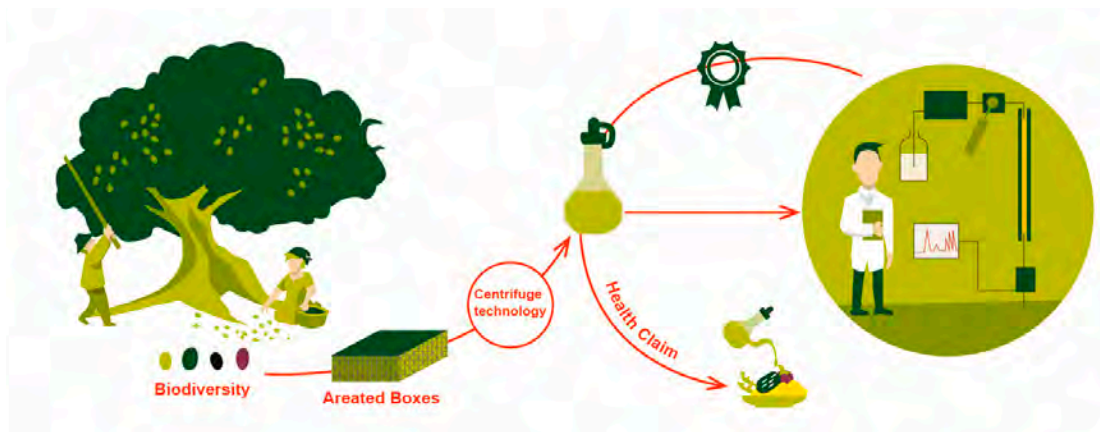 Biodiversity
Areated Boxes
Centrifuge
technology
Health Claim